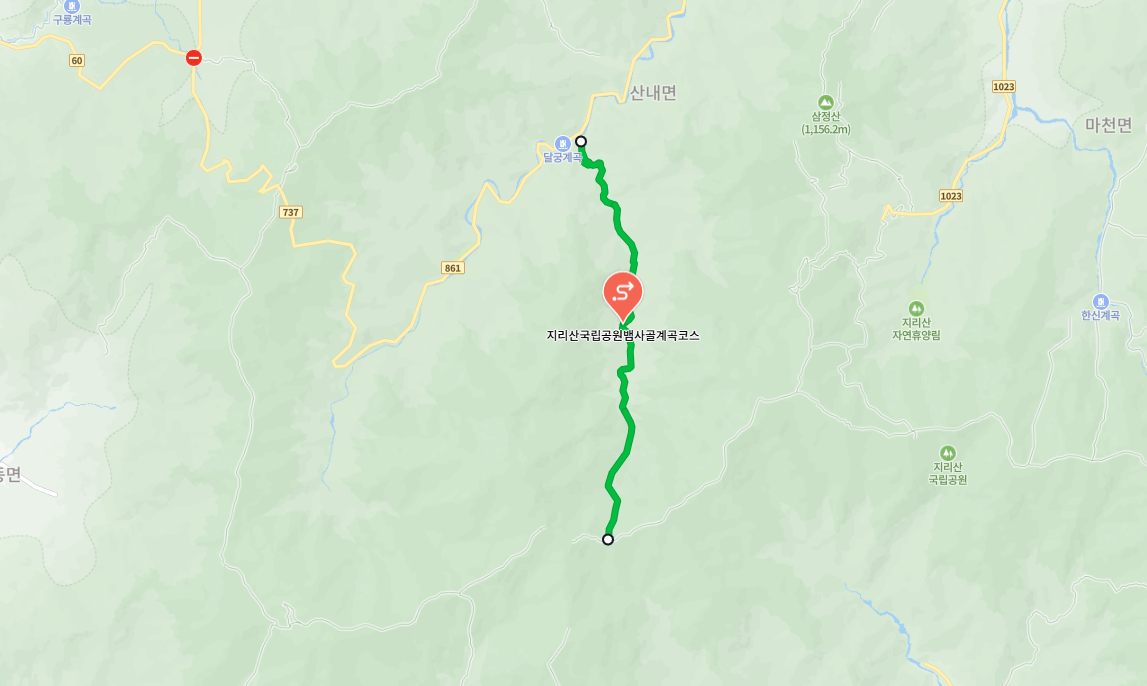 구룡계곡
60
산내면
1023
삼정산
(1,156.2m)
마천면
달궁계곡
1023
737
861
지리산
자연휴양림
한신계곡
지리산국립공원뱀사골계곡코스
지리산
국립공원
동면